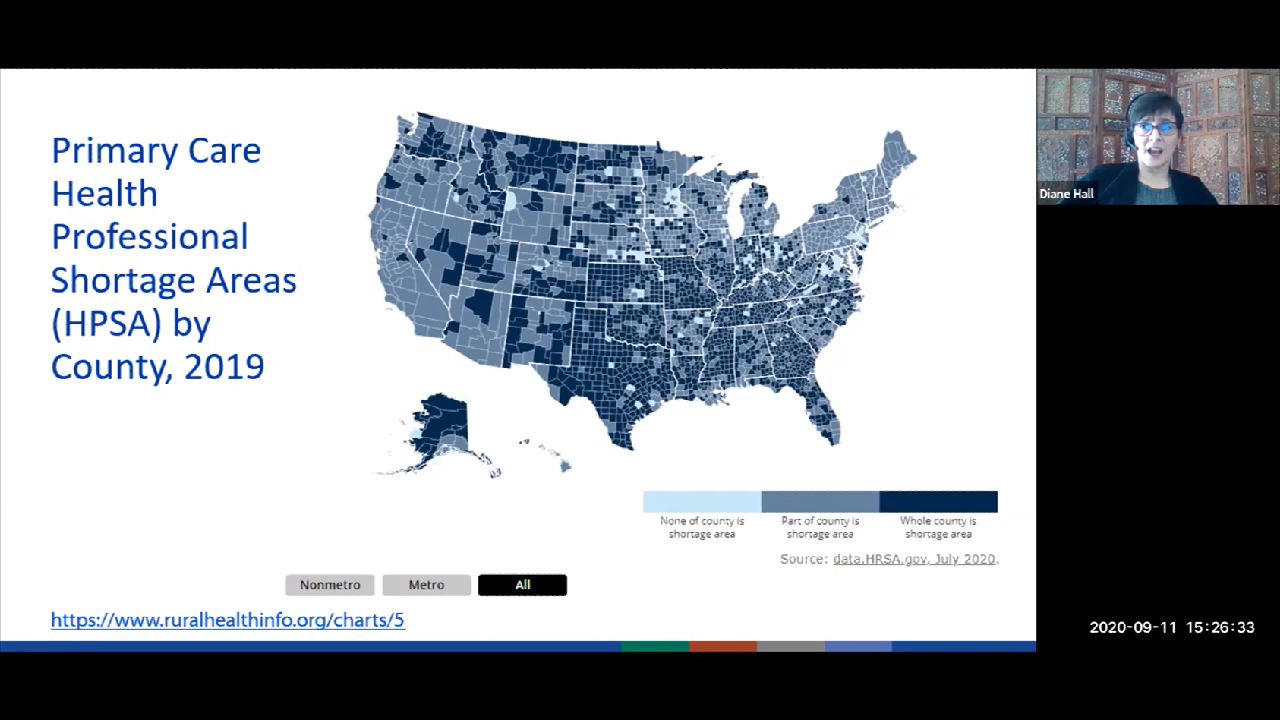 Primary Care
Health
Professional
Shortage Areas
(HPSA) by
County, 2019
Diane Hall
None of county is
shortage area
Part of county is
shortage area
Whole county is
shortage area
Source: data.HRSA.gov, July 2020.
Nonmetro
Metro
All
https://www.ruralhealthinfo.org/charts/5
2020-09-11 15:26:33